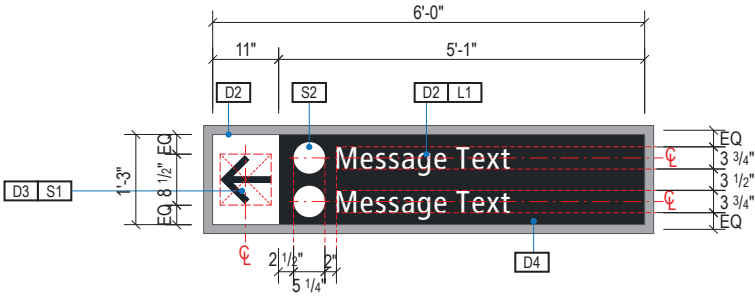 6'-0"
11" 5'-1"
D2 S2 D2 L1
EQ EQ
Message Text 3 3/4"
1'-3" 8 1/2" 3 1/2"
D3 S1
Message Text 3 3/4"
EQ EQ
2 1/2" 2" D4
5 1/4"